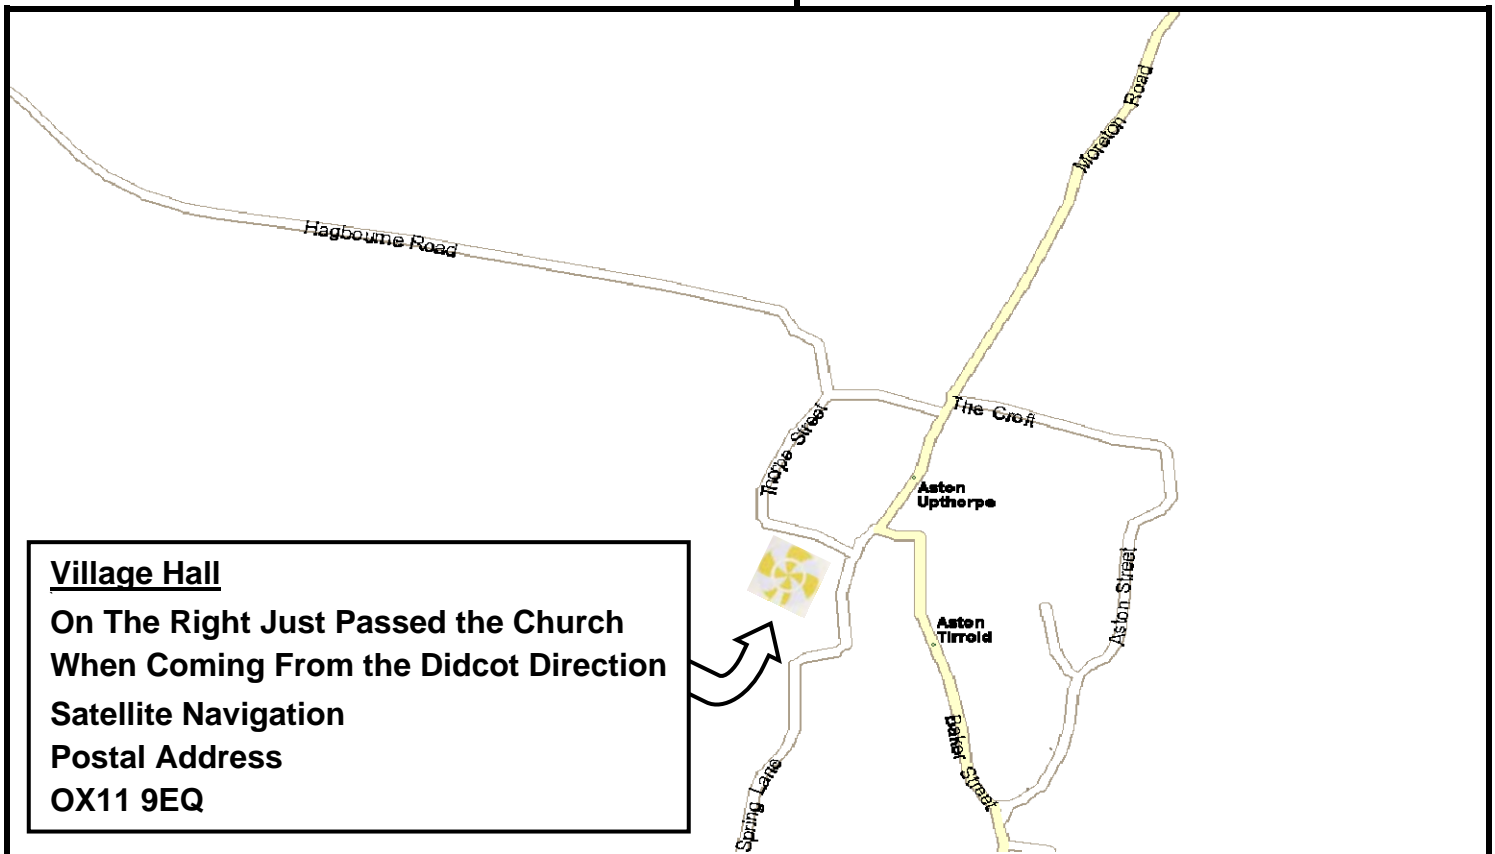 Moreton Road
Hagbourne Road
The Croft
Thorpe Street
Aston
Upthorpe
Village Hall
On The Right Just Passed the Church
When Coming From the Didcot Direction
Satellite Navigation
Postal Address
OX11 9EQ
Aston Street
Aston
Tirrold
Baker Street
Spring Lane